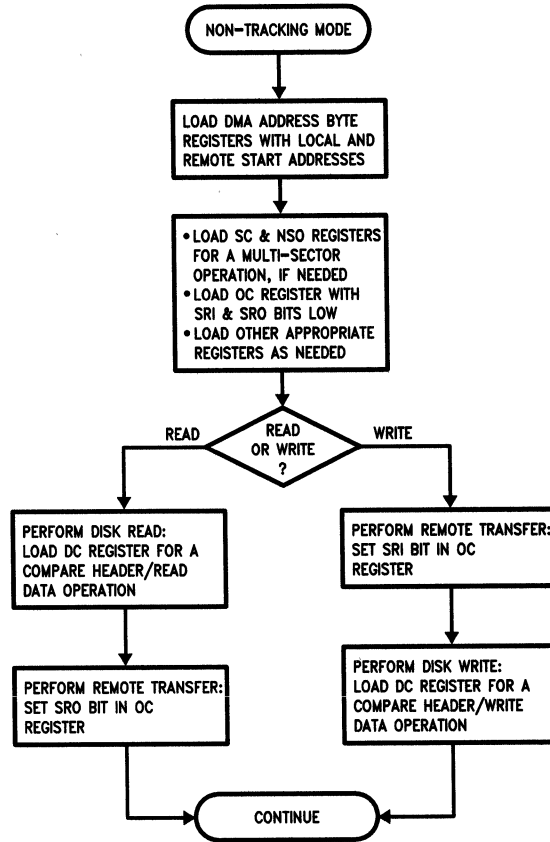 NON-TRACKING MODE
LOAD DMA ADDRESS BYTE
REGISTERS WITH LOCAL AND
REMOTE START ADDRESSES
•LOAD SC & NSO REGISTERS
FOR A MULTI-SECTOR
OPERATION, IF NEEDED
•LOAD OC REGISTER WITH
SRI & SRO BITS LOW
•LOAD OTHER APPROPRIATE
REGISTERS AS NEEDED
READ
READ
OR WRITE
?
WRITE
PERFORM DISK READ:
LOAD DC REGISTER FOR A
COMPARE HEADER/READ
DATA OPERATION
PERFORM REMOTE TRANSFER:
SET SRO BIT IN OC
REGISTER
PERFORM REMOTE TRANSFER:
SET SRI BIT IN OC
REGISTER
PERFORM DISK WRITE:
LOAD DC REGISTER FOR A
COMPARE HEADER/WRITE
DATA OPERATION
CONTINUE